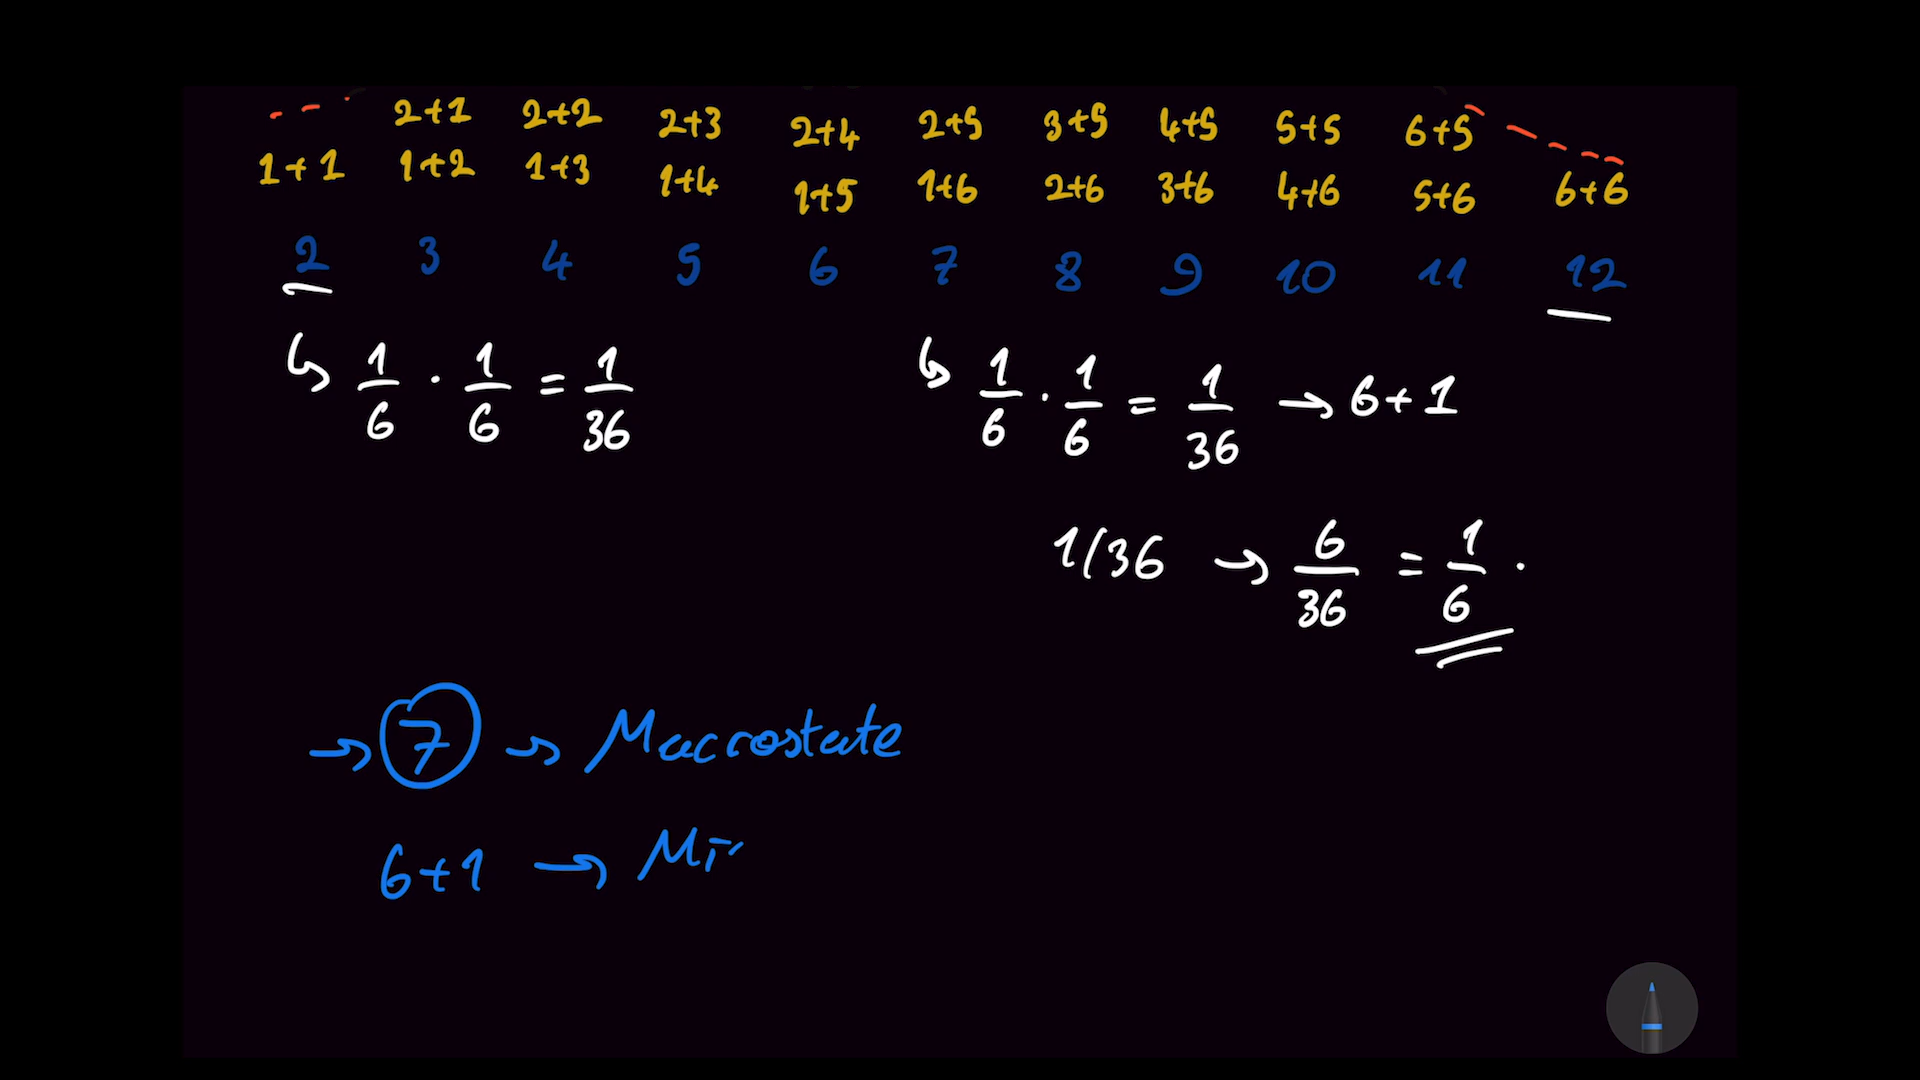 2+1 2+2 2+3 2+4 2+5 3+5 4+5 5+5 6+5
1+1 1+2 1+3 1+4 1+5 1+6 2+6 3+6 4+6 5+6 6+6
2 3 4 5 6 7 8 9 10 11 12
↳ 1/6 · 1/6 = 1/36
↳ 1/6 · 1/6 = 1/36 → 6+1
1/36 → 6/36 = 1/6 .
→ 7 → Macrostate
6+1 → Mi